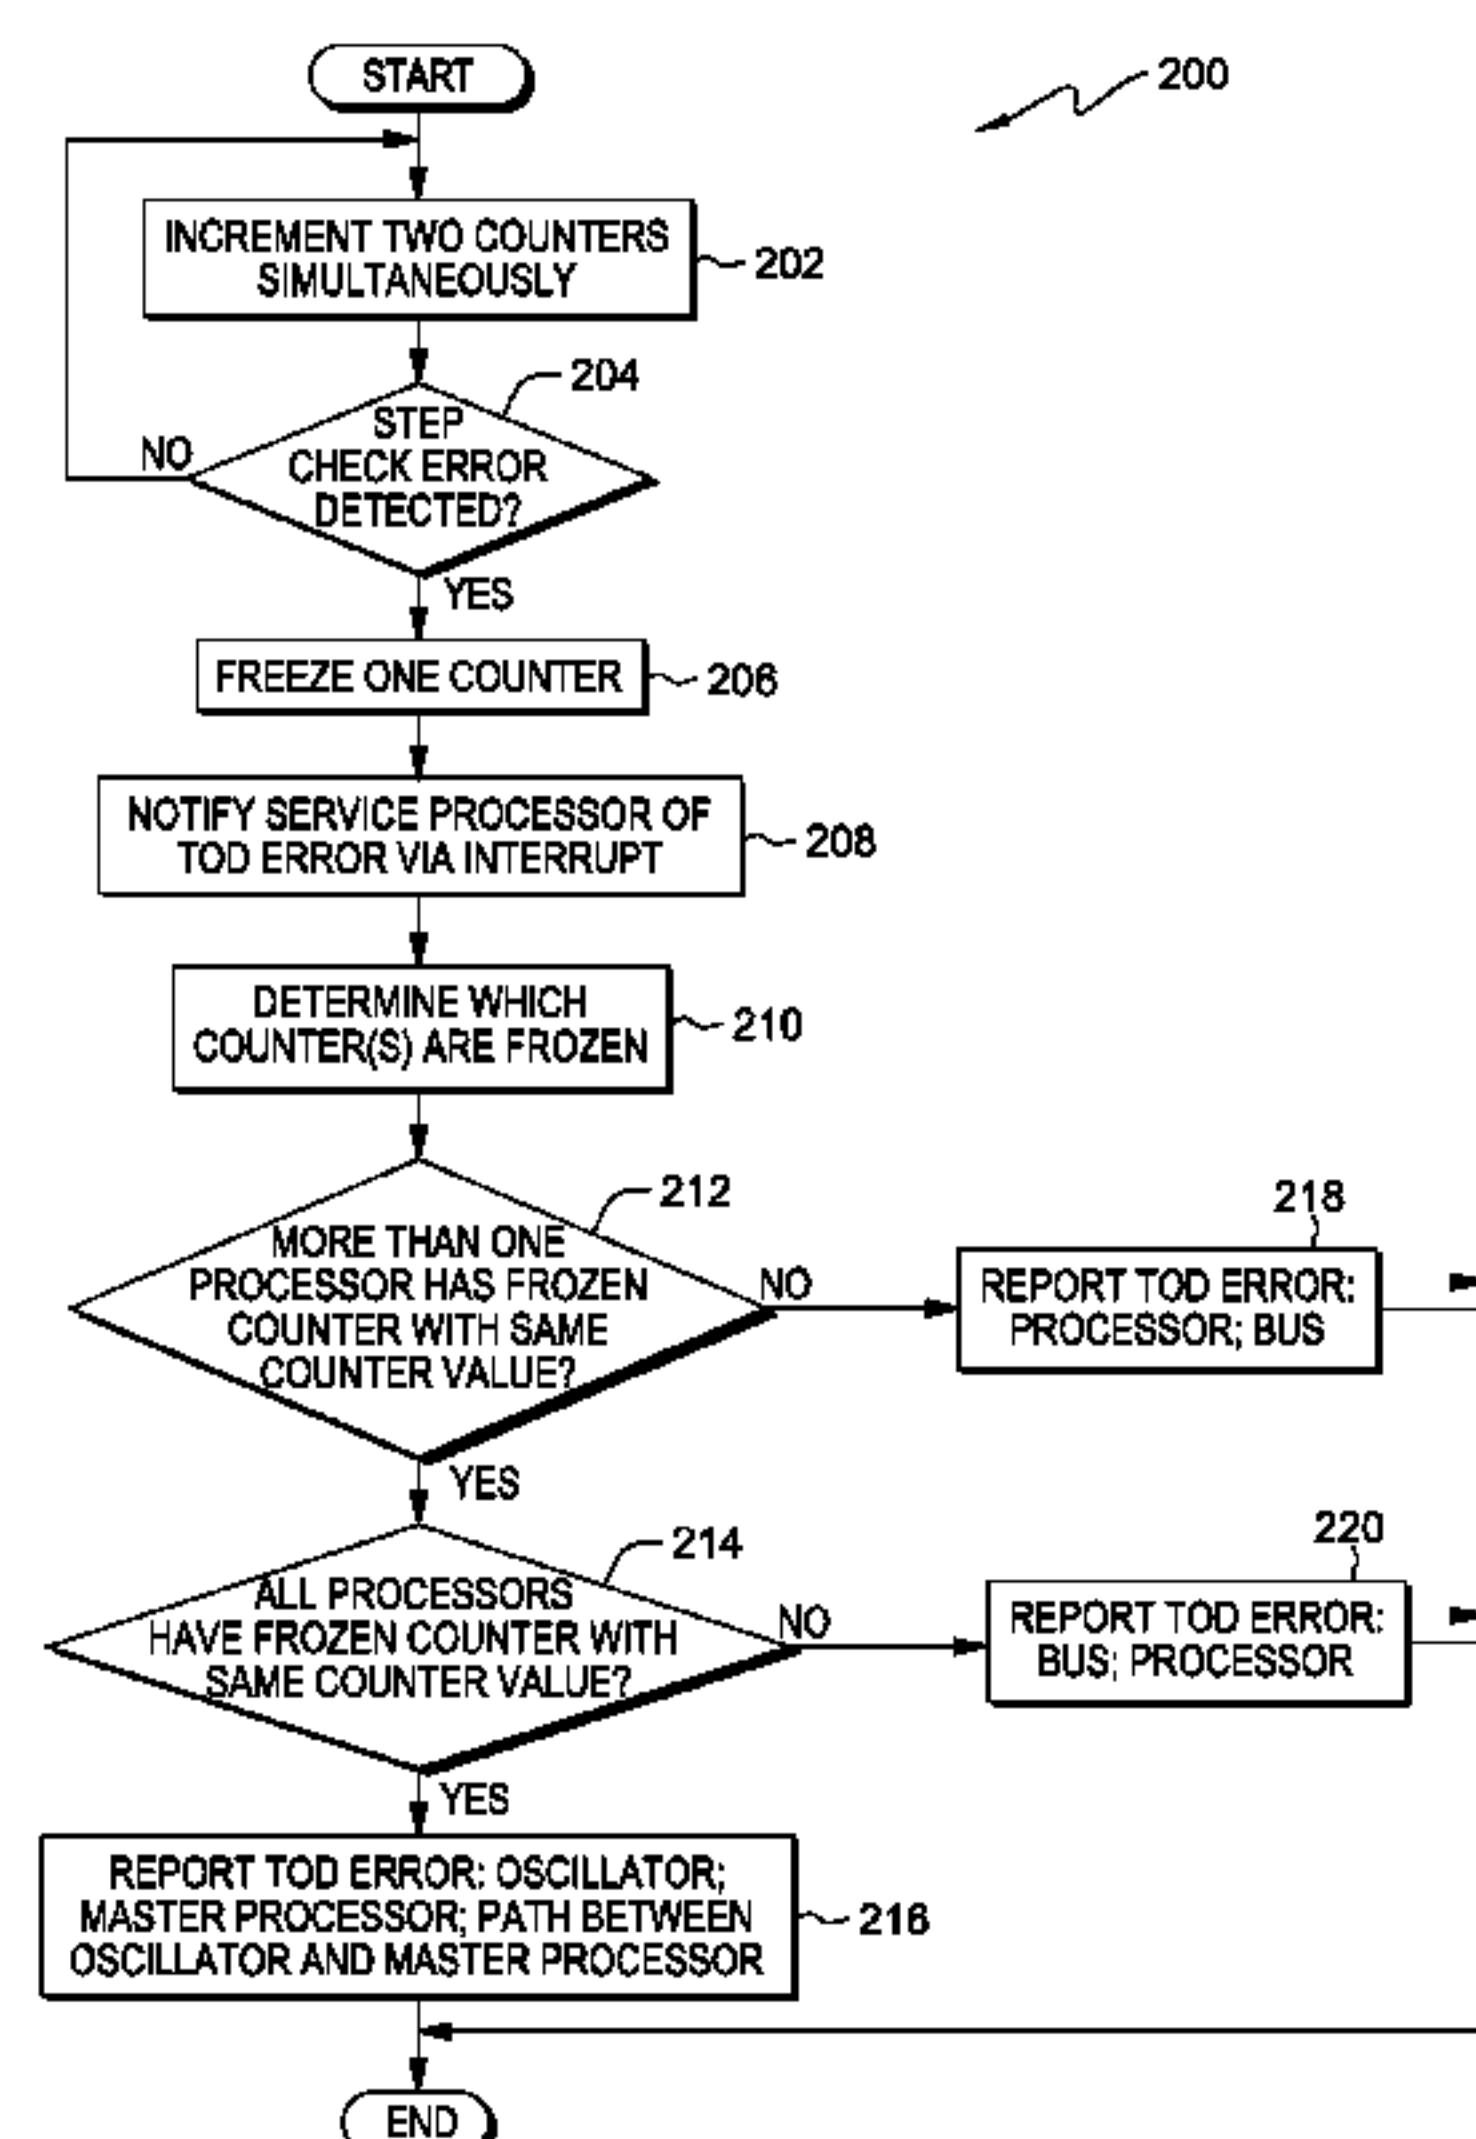 START
200
INCREMENT TWO COUNTERS
SIMULTANEOUSLY
202
204
STEP
CHECK ERROR
DETECTED?
NO
YES
FREEZE ONE COUNTER
206
NOTIFY SERVICE PROCESSOR OF
TOD ERROR VIA INTERRUPT
208
DETERMINE WHICH
COUNTER(S) ARE FROZEN
210
212
MORE THAN ONE
PROCESSOR HAS FROZEN
COUNTER WITH SAME
COUNTER VALUE?
NO
218
REPORT TOD ERROR:
PROCESSOR; BUS
YES
214
ALL PROCESSORS
HAVE FROZEN COUNTER WITH
SAME COUNTER VALUE?
NO
220
REPORT TOD ERROR:
BUS; PROCESSOR
YES
REPORT TOD ERROR: OSCILLATOR;
MASTER PROCESSOR; PATH BETWEEN
OSCILLATOR AND MASTER PROCESSOR
216
END